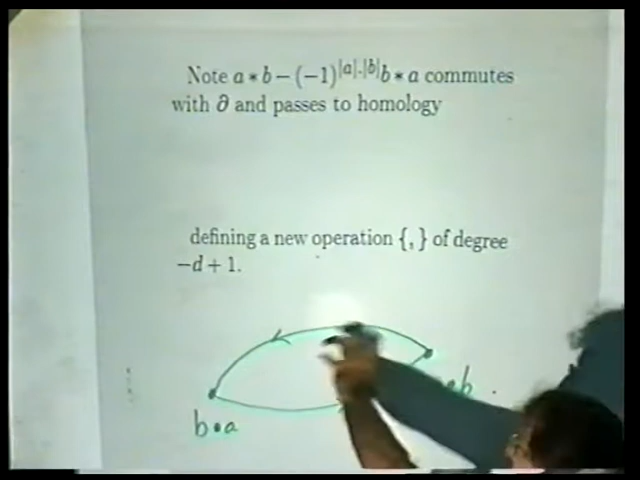 Note a * b − (−1)^{|a|·|b|} b * a commutes
with ∂ and passes to homology
defining a new operation {,} of degree
−d + 1.
b
b•a